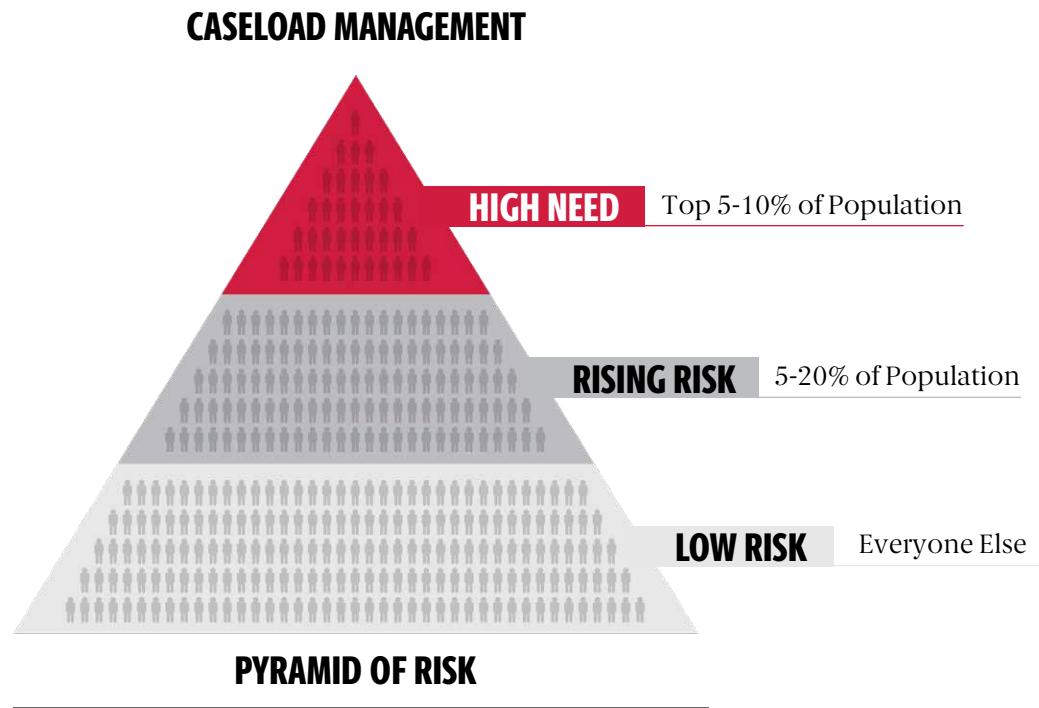 CASELOAD MANAGEMENT
HIGH NEED
Top 5-10% of Population
RISING RISK
5-20% of Population
LOW RISK
Everyone Else
PYRAMID OF RISK